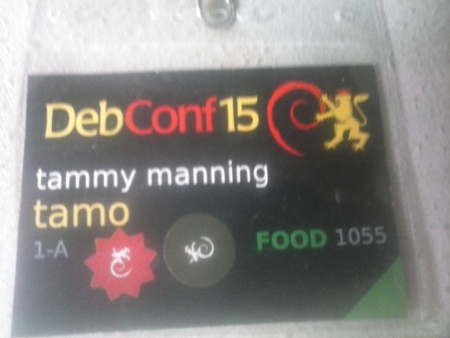 DebConf15
tammy manning
tamo
1-A
FOOD 1055